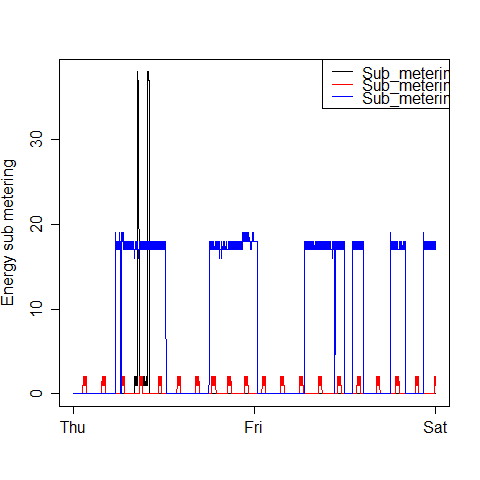 Sub_meterin
Sub_meterin
Sub_meterin
Energy sub metering
30
20
10
0
Thu Fri Sat